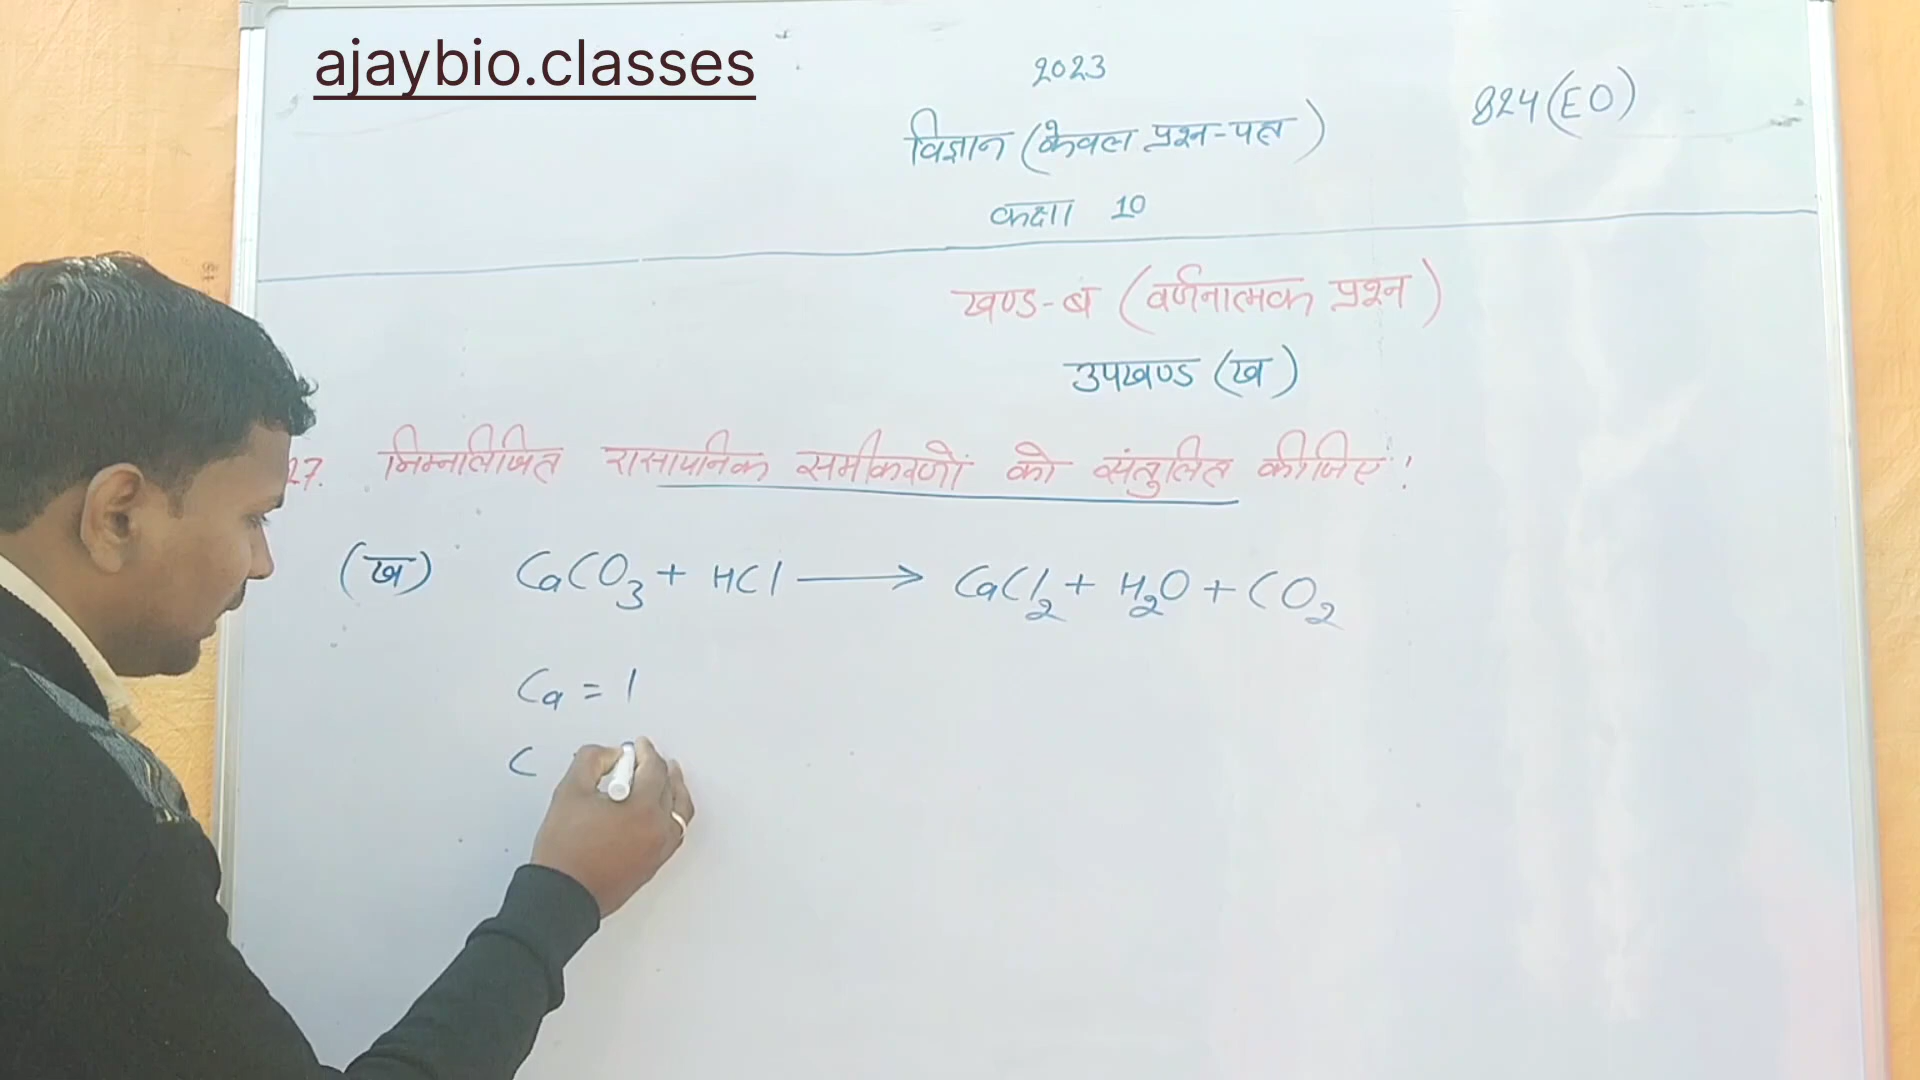 ajaybio.classes
2023
824(EO)
विज्ञान (केवल प्रश्न-पत्र)
कक्षा 10
खण्ड-ब (वर्णनात्मक प्रश्न)
उपखण्ड (ख)
27. निम्नलिखित रासायनिक समीकरणों को संतुलित कीजिए:
(ख) CaCO₃ + HCl ⟶ CaCl₂ + H₂O + CO₂
Ca = 1
C